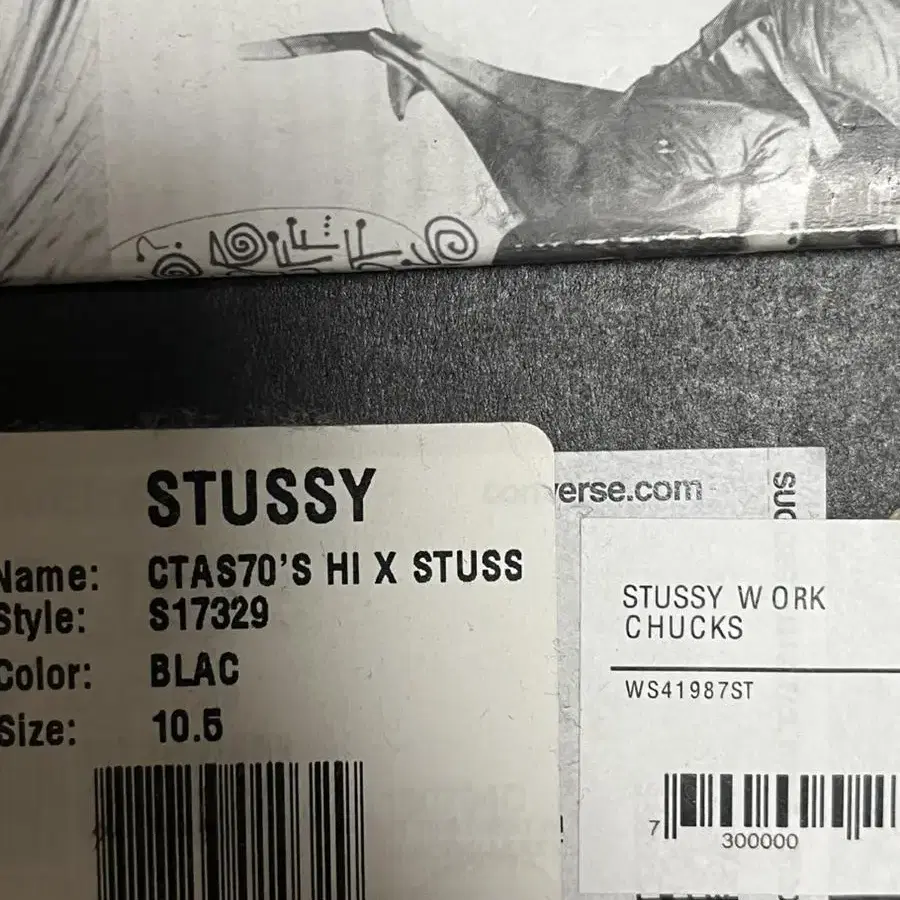 STUSSY
Name: CTAS70'S HI X STUSS
Style: S17329
Color: BLAC
Size: 10.5
converse.com
SUC
STUSSY WORK
CHUCKS
WS41987ST
7 300000